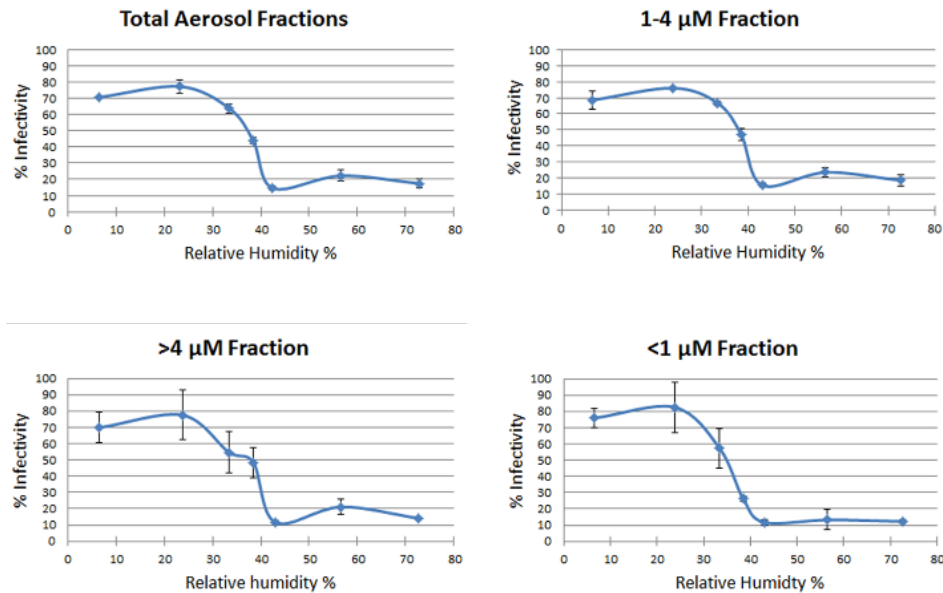 Total Aerosol Fractions
100
90
80
70
60
50
40
30
20
10
0
% Infectivity
0 10 20 30 40 50 60 70 80
Relative Humidity %
1-4 μM Fraction
100
90
80
70
60
50
40
30
20
10
0
% Infectivity
0 10 20 30 40 50 60 70 80
Relative Humidity %
>4 μM Fraction
100
90
80
70
60
50
40
30
20
10
0
% Infectivity
0 10 20 30 40 50 60 70 80
Relative humidity %
<1 μM Fraction
100
90
80
70
60
50
40
30
20
10
0
% Infectivity
0 10 20 30 40 50 60 70 80
Relative Humidity %